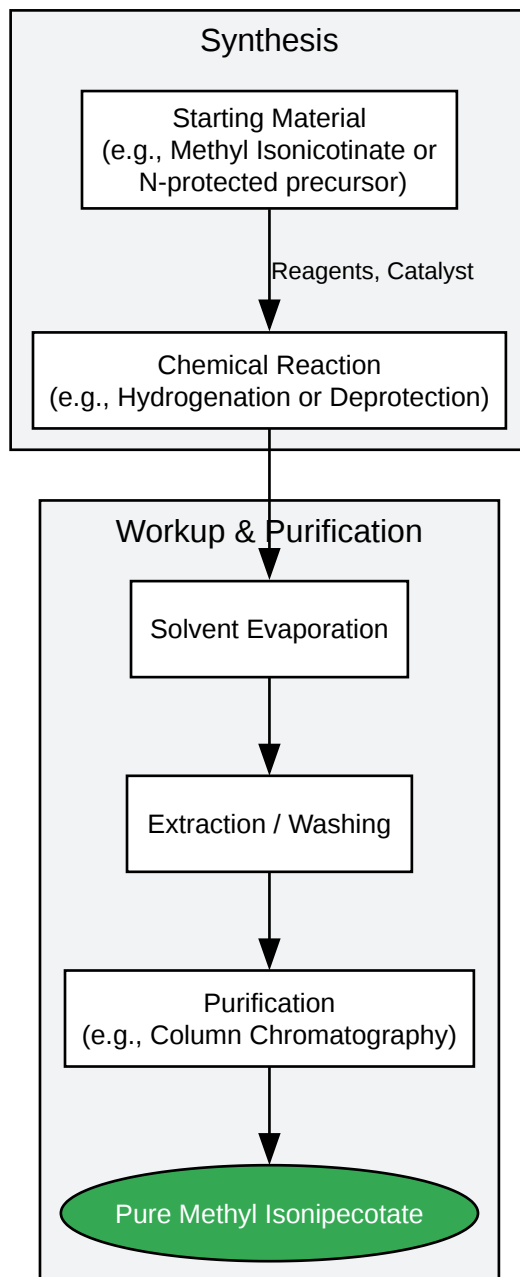 Synthesis
Starting Material
(e.g., Methyl Isonicotinate or
N-protected precursor)
Reagents, Catalyst
Chemical Reaction
(e.g., Hydrogenation or Deprotection)
Workup & Purification
Solvent Evaporation
Extraction / Washing
Purification
(e.g., Column Chromatography)
Pure Methyl Isonipecotate